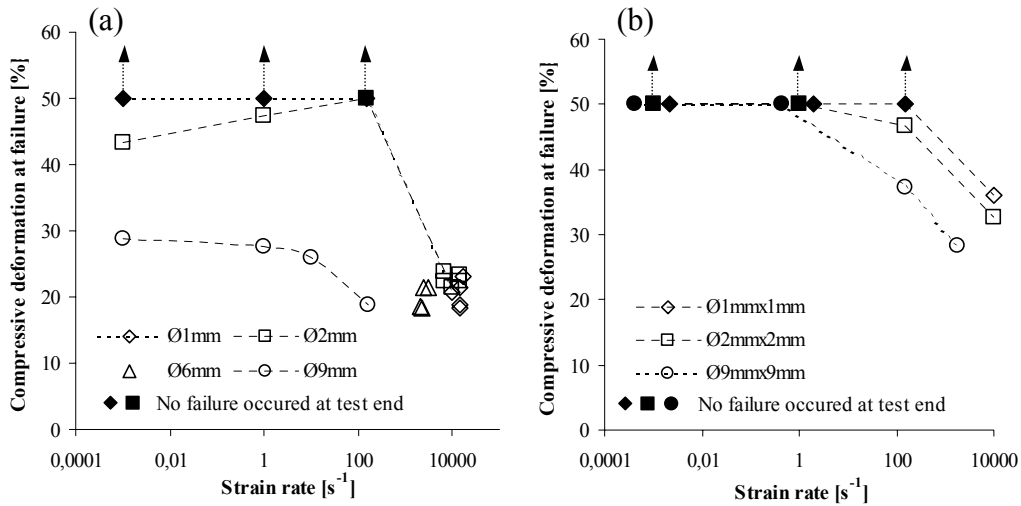 (a)
Compressive deformation at failure [%]
60
50
40
30
20
10
0
Ø1mm
Ø2mm
Ø6mm
Ø9mm
No failure occured at test end
0,0001
0,01
1
100
10000
Strain rate [s-1]
(b)
Compressive deformation at failure [%]
60
50
40
30
20
10
0
Ø1mmx1mm
Ø2mmx2mm
Ø9mmx9mm
No failure occured at test end
0,0001
0,01
1
100
10000
Strain rate [s-1]